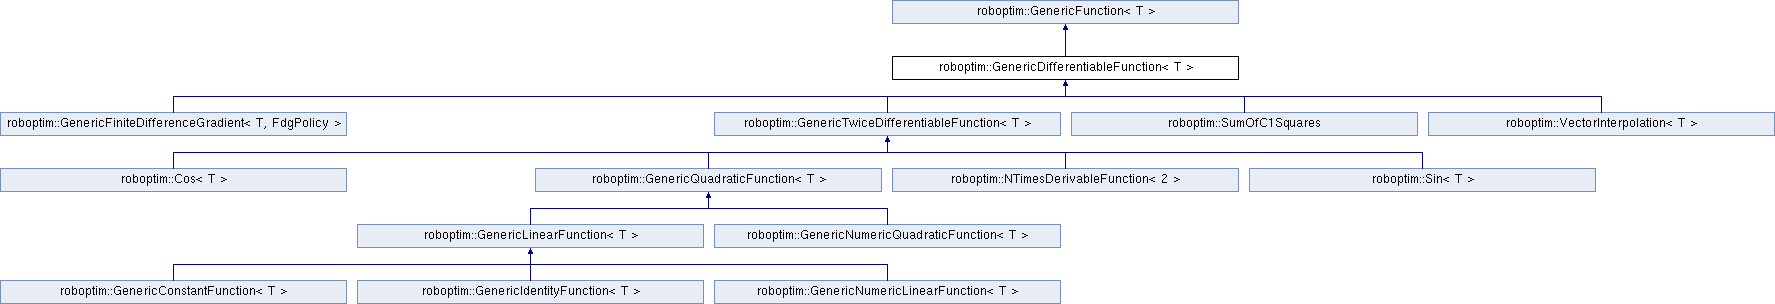 roboptim::GenericFunction< T >
roboptim::GenericDifferentiableFunction< T >
roboptim::GenericFiniteDifferenceGradient< T, FdgPolicy >
roboptim::GenericTwiceDifferentiableFunction< T >
roboptim::SumOfC1Squares
roboptim::VectorInterpolation< T >
roboptim::Cos< T >
roboptim::GenericQuadraticFunction< T >
roboptim::NTimesDerivableFunction< 2 >
roboptim::Sin< T >
roboptim::GenericLinearFunction< T >
roboptim::GenericNumericQuadraticFunction< T >
roboptim::GenericConstantFunction< T >
roboptim::GenericIdentityFunction< T >
roboptim::GenericNumericLinearFunction< T >